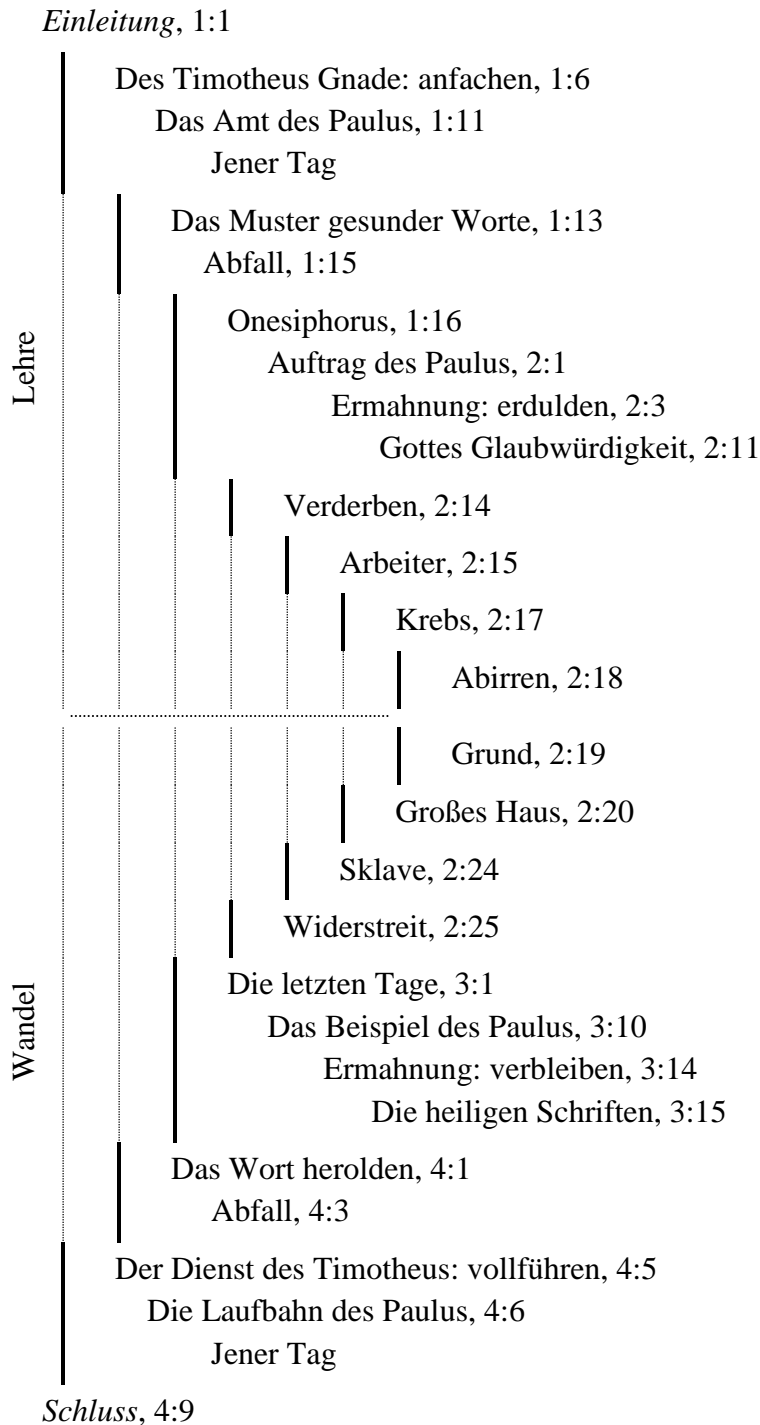 Einleitung, 1:1
Des Timotheus Gnade: anfachen, 1:6
Das Amt des Paulus, 1:11
Jener Tag
Das Muster gesunder Worte, 1:13
Abfall, 1:15
Lehre
Onesiphorus, 1:16
Auftrag des Paulus, 2:1
Ermahnung: erdulden, 2:3
Gottes Glaubwürdigkeit, 2:11
Verderben, 2:14
Arbeiter, 2:15
Krebs, 2:17
Abirren, 2:18
Grund, 2:19
Großes Haus, 2:20
Sklave, 2:24
Widerstreit, 2:25
Wandel
Die letzten Tage, 3:1
Das Beispiel des Paulus, 3:10
Ermahnung: verbleiben, 3:14
Die heiligen Schriften, 3:15
Das Wort herolden, 4:1
Abfall, 4:3
Der Dienst des Timotheus: vollführen, 4:5
Die Laufbahn des Paulus, 4:6
Jener Tag
Schluss, 4:9